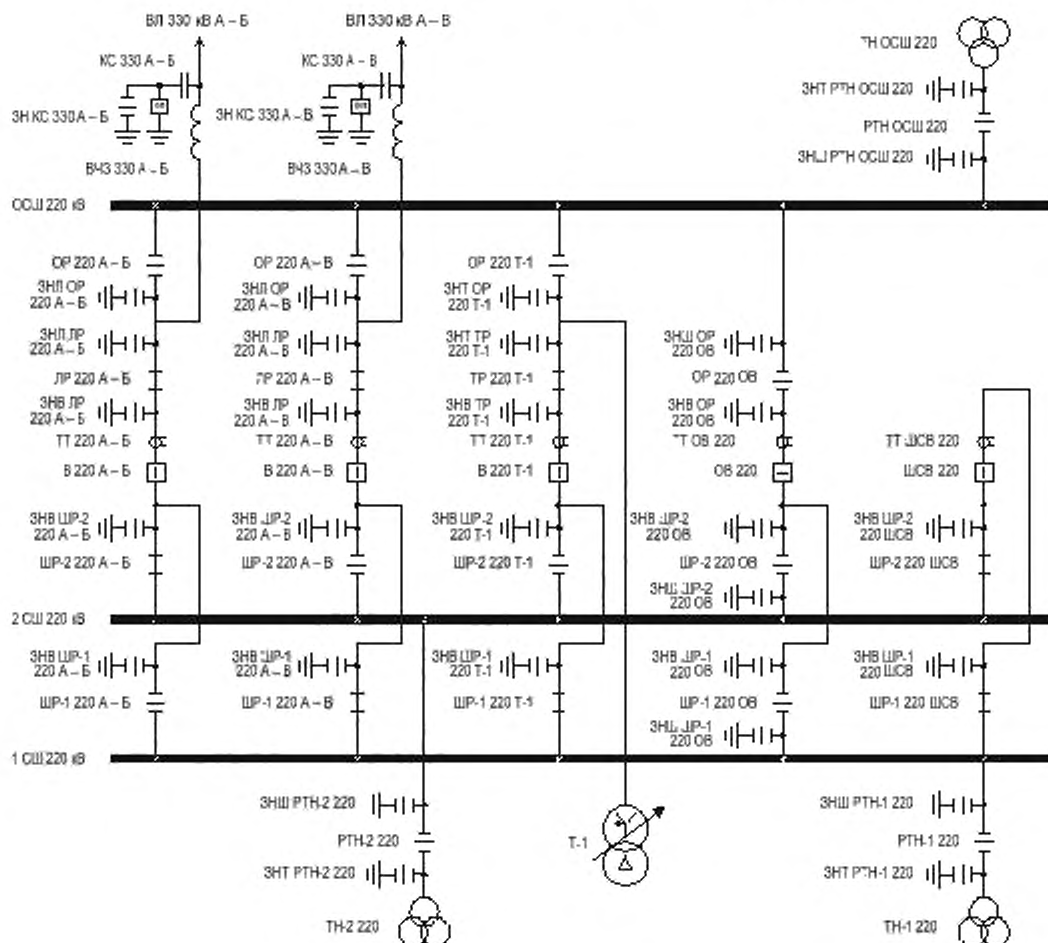 ВЛ 330 кВ А – Б
ВЛ 330 кВ А – В
КС 330 А – Б
КС 330 А – В
ТН ОСШ 220
ЗНТ РТН ОСШ 220
ЗН КС 330 А – Б
ЗН КС 330 А – В
РТН ОСШ 220
ЗНШ РТН ОСШ 220
ВЧЗ 330 А – Б
ВЧЗ 330 А – В
ОСШ 220 кВ
ОР 220 А – Б
ОР 220 А – В
ОР 220 Т-1
ЗНЛ ОР
220 А – Б
ЗНЛ ОР
220 А – В
ЗНТ ОР
220 Т-1
ЗНЛ ЛР
220 А – Б
ЗНЛ ЛР
220 А – В
ЗНТ ТР
220 Т-1
ЗНШ ОР
220 ОВ
ЛР 220 А – Б
ЛР 220 А – В
ТР 220 Т-1
ОР 220 ОВ
ЗНВ ЛР
220 А – Б
ЗНВ ЛР
220 А – В
ЗНВ ТР
220 Т-1
ЗНВ ОР
220 ОВ
ТТ 220 А – Б
ТТ 220 А – В
ТТ 220 Т-1
ТТ ОВ 220
ТТ ШСВ 220
В 220 А – Б
В 220 А – В
В 220 Т-1
ОВ 220
ШСВ 220
ЗНВ ШР-2
220 А – Б
ЗНВ ШР-2
220 А – В
ЗНВ ШР-2
220 Т-1
ЗНВ ШР-2
220 ОВ
ЗНВ ШР-2
220 ШСВ
ШР-2 220 А – Б
ШР-2 220 А – В
ШР-2 220 Т-1
ШР-2 220 ОВ
ШР-2 220 ШСВ
ЗНШ ШР-2
220 ОВ
2 СШ 220 кВ
ЗНВ ШР-1
220 А – Б
ЗНВ ШР-1
220 А – В
ЗНВ ШР-1
220 Т-1
ЗНВ ШР-1
220 ОВ
ЗНВ ШР-1
220 ШСВ
ШР-1 220 А – Б
ШР-1 220 А – В
ШР-1 220 Т-1
ШР-1 220 ОВ
ШР-1 220 ШСВ
ЗНШ ШР-1
220 ОВ
1 СШ 220 кВ
ЗНШ РТН-2 220
ЗНШ РТН-1 220
РТН-2 220
Т-1
РТН-1 220
ЗНТ РТН-2 220
ЗНТ РТН-1 220
ТН-2 220
ТН-1 220